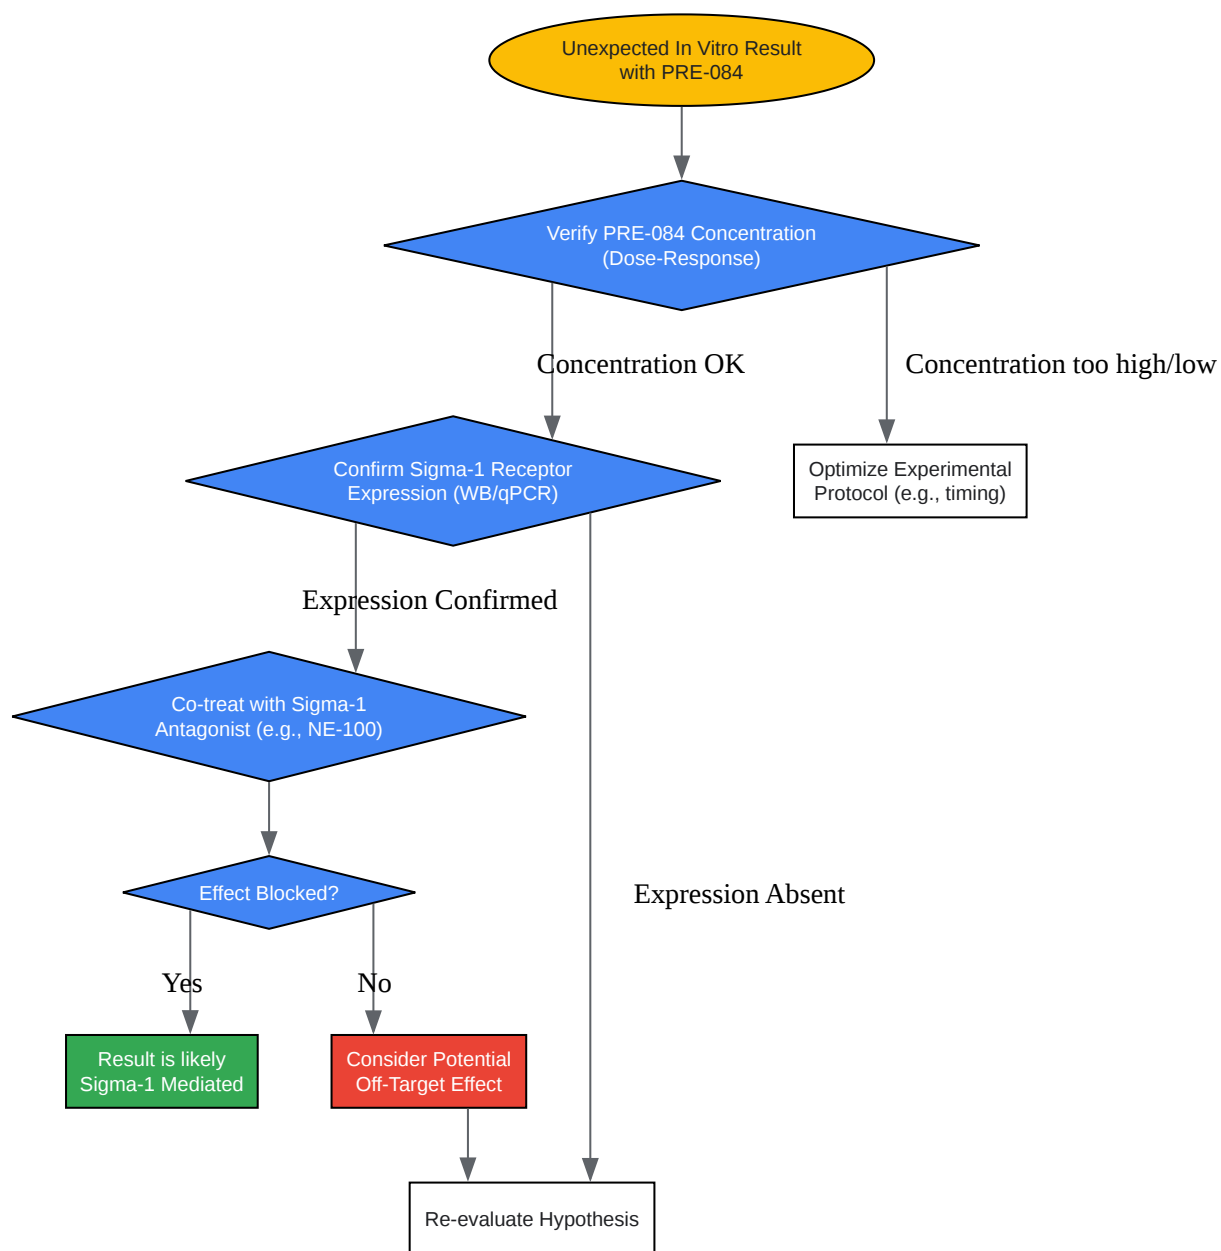 Unexpected In Vitro Result
with PRE-084
Verify PRE-084 Concentration
(Dose-Response)
Concentration OK
Concentration too high/low
Confirm Sigma-1 Receptor
Expression (WB/qPCR)
Optimize Experimental
Protocol (e.g., timing)
Expression Confirmed
Co-treat with Sigma-1
Antagonist (e.g., NE-100)
Effect Blocked?
Expression Absent
Yes
No
Result is likely
Sigma-1 Mediated
Consider Potential
Off-Target Effect
Re-evaluate Hypothesis